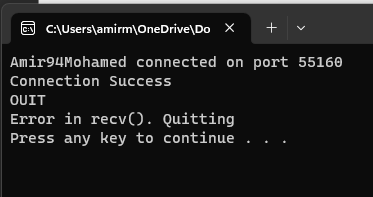 C:\Users\amirm\OneDrive\Do
Amir94Mohamed connected on port 55160
Connection Success
OUIT
Error in recv(). Quitting
Press any key to continue . . .